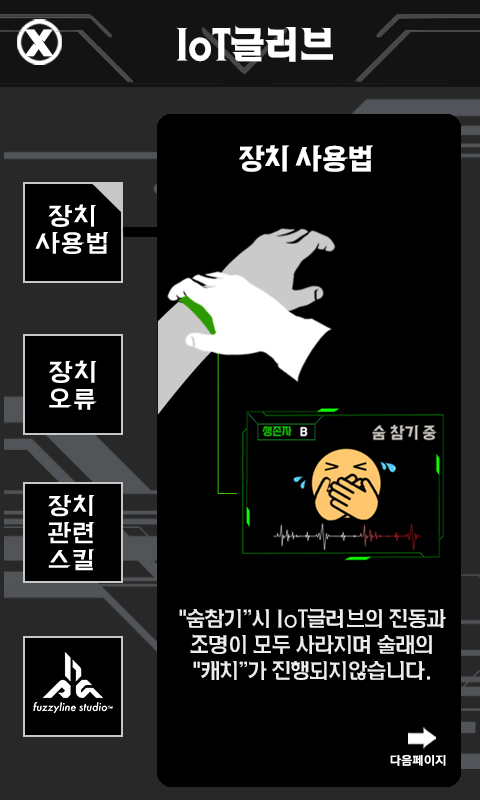 X
IoT글러브
장치 사용법
장치
사용법
장치
오류
장치
관련
스킬
fuzzyline studio™
생존자 B
숨 참기 중
"숨참기"시 IoT글러브의 진동과
조명이 모두 사라지며 술래의
"캐치"가 진행되지않습니다.
다음페이지